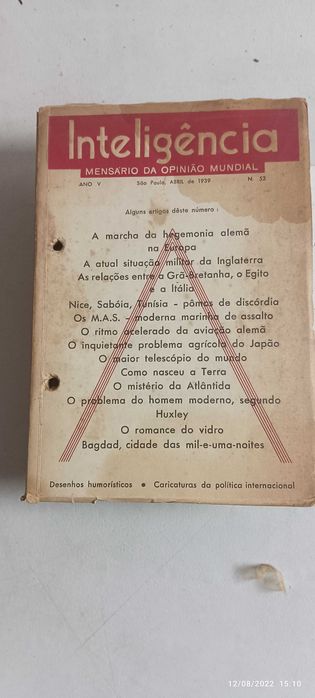 Inteligência
MENSARIO DA OPINIÃO MUNDIAL
ANO V São Paulo, ABRIL de 1939 N. 52
Alguns artigos dêste número :
A marcha da hegemonia alemã
na Europa
A atual situação militar da Inglaterra
As relações entre a Grã-Bretanha, o Egito
e a Itália
Nice, Sabóia, Tunísia - pômos de discórdia
Os M.A.S. - moderna marinha de assalto
O ritmo acelerado da aviação alemã
O inquietante problema agrícola do Japão
O maior telescópio do mundo
Como nasceu a Terra
O mistério da Atlântida
O problema do homem moderno, segundo
Huxley
O romance do vidro
Bagdad, cidade das mil-e-uma-noites
Desenhos humorísticos • Caricaturas da política internacional
12/08/2022 15:10